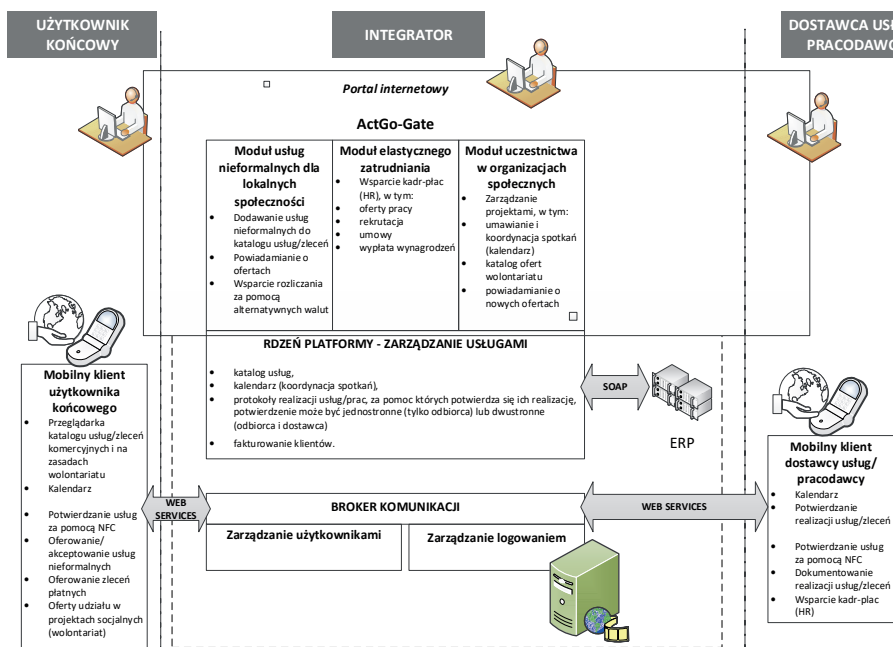 UŻYTKOWNIK
KOŃCOWY
INTEGRATOR
DOSTAWCA
PRACODAWC
Portal internetowy
ActGo-Gate
Moduł usług
nieformalnych dla
lokalnych
społeczności
Dodawanie usług
nieformalnych do
katalogu usług/zleceń
Powiadamianie o
ofertach
Wsparcie rozliczania
za pomocą
alternatywnych walut
Moduł elastycznego
zatrudniania
Wsparcie kadr-płac
(HR), w tym:
oferty pracy
rekrutacja
umowy
wypłata wynagrodzeń
Moduł uczestnictwa
w organizacjach
społecznych
Zarządzanie
projektami, w tym:
umawianie i
koordynacja spotkań
(kalendarz)
katalog ofert
wolontariatu
powiadamianie o
nowych ofertach
RDZEŃ PLATFORMY - ZARZĄDZANIE USŁUGAMI
katalog usług,
kalendarz (koordynacja spotkań),
protokoły realizacji usług/prac, za pomoc których potwierdza się ich realizację,
potwierdzenie może być jednostronne (tylko odbiorca) lub dwustronne
(odbiorca i dostawca)
fakturowanie klientów.
SOAP
ERP
Mobilny klient
użytkownika
końcowego
Przeglądarka
katalogu usług/zleceń
komercyjnych i na
zasadach
wolontariatu
Kalendarz
Potwierdzanie usług
za pomocą NFC
Oferowanie/
akceptowanie usług
nieformalnych
Oferowanie zleceń
płatnych
Oferty udziału w
projektach socjalnych
(wolontariat)
WEB
SERVICES
BROKER KOMUNIKACJI
Zarządzanie użytkownikami
Zarządzanie logowaniem
WEB SERVICES
Mobilny klient
dostawcy usług/
pracodawcy
Kalendarz
Potwierdzanie
realizacji usług/zleceń
Potwierdzanie usług
za pomocą NFC
Dokumentowanie
realizacji usług/zleceń
Wsparcie kadr-plac
(HR)